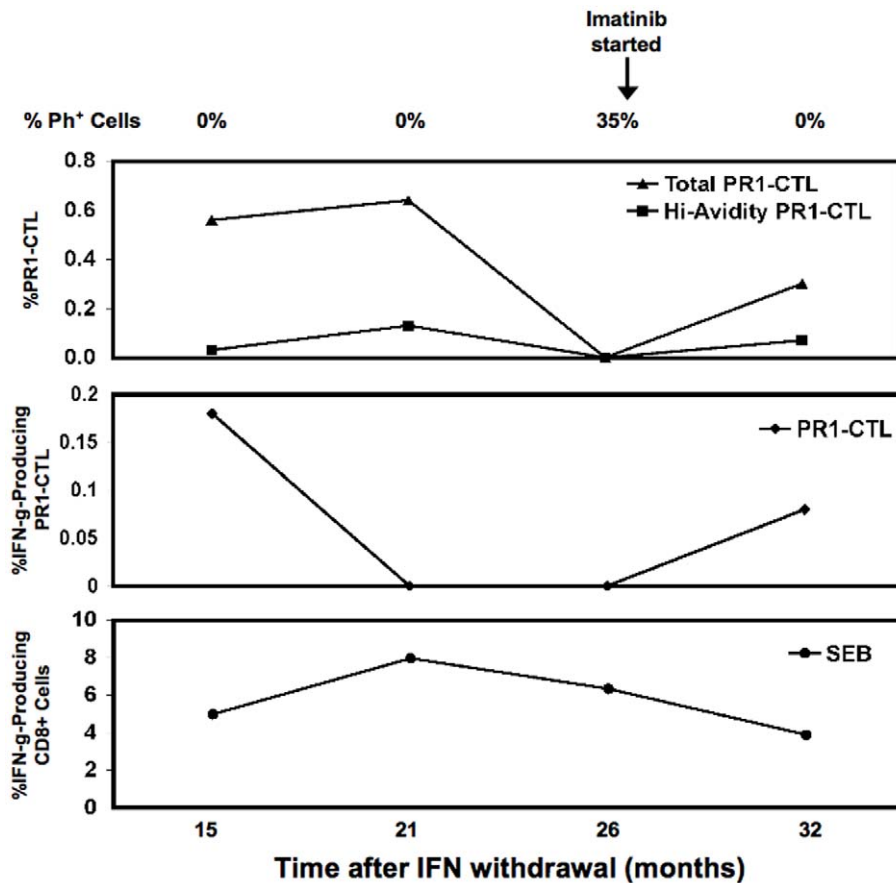 Imatinib
started
% Ph⁺ Cells 0% 0% 35% 0%
0.8
0.6
0.4
0.2
0.0
%PR1-CTL
Total PR1-CTL
Hi-Avidity PR1-CTL
0.2
0.15
0.1
0.05
0
%IFN-g-Producing
PR1-CTL
PR1-CTL
10
8
6
4
2
0
%IFN-g-Producing
CD8+ Cells
SEB
15 21 26 32
Time after IFN withdrawal (months)